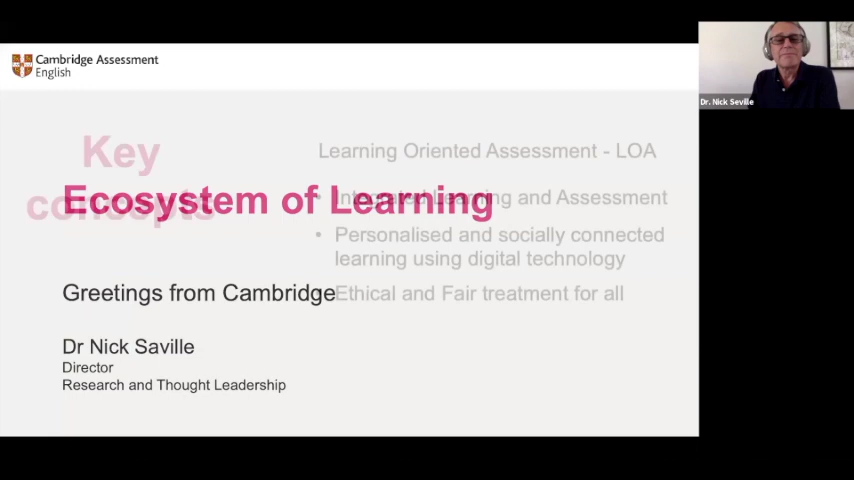 Cambridge Assessment
English
Dr. Nick Seville
Key
concepts
Learning Oriented Assessment - LOA
• Integrated Learning and Assessment
• Personalised and socially connected
learning using digital technology
• Ethical and Fair treatment for all
Ecosystem of Learning
Greetings from Cambridge
Dr Nick Saville
Director
Research and Thought Leadership